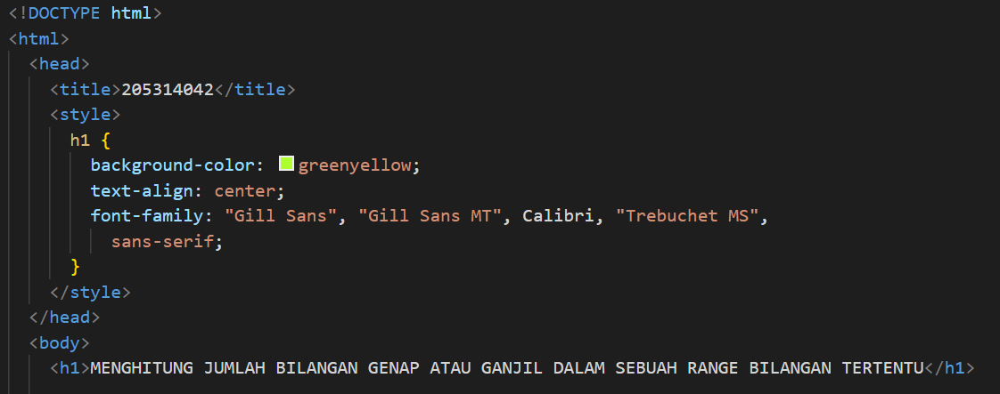 <!DOCTYPE html>
<html>
<head>
<title>205314042</title>
<style>
h1 {
background-color: greenyellow;
text-align: center;
font-family: "Gill Sans", "Gill Sans MT", Calibri, "Trebuchet MS",
sans-serif;
}
</style>
</head>
<body>
<h1>MENGHITUNG JUMLAH BILANGAN GENAP ATAU GANJIL DALAM SEBUAH RANGE BILANGAN TERTENTU</h1>